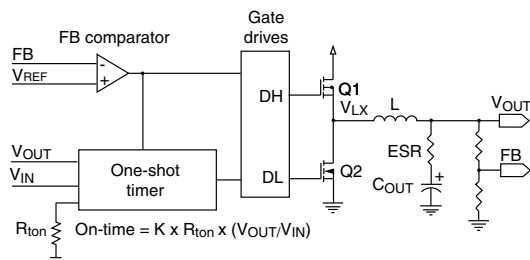 Gate
drives
FB comparator
FB
-
VREF
+
DH
Q1
VLX
L
VOUT
ESR
FB
VOUT
VIN
One-shot
timer
DL
Q2
COUT
+
Rton
On-time = K x Rton x (VOUT/VIN)